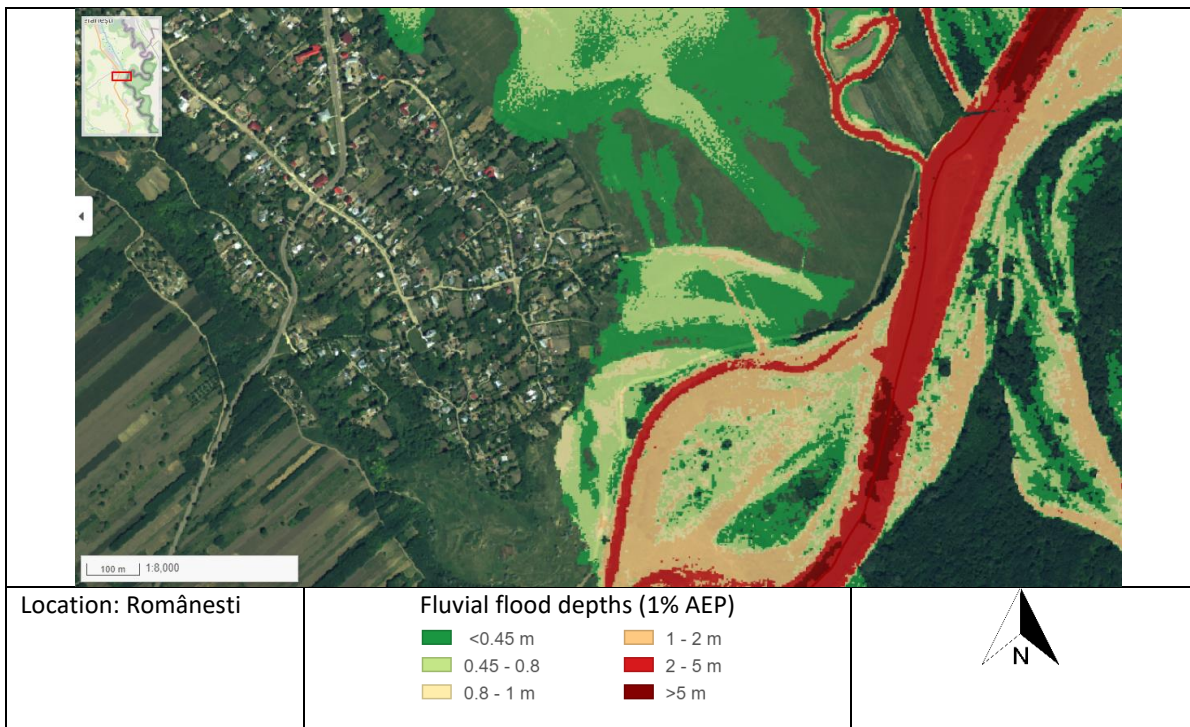 100 m 1:8,000
Location: Românesti
Fluvial flood depths (1% AEP)
<0.45 m
0.45 - 0.8
0.8 - 1 m
1 - 2 m
2 - 5 m
>5 m
N